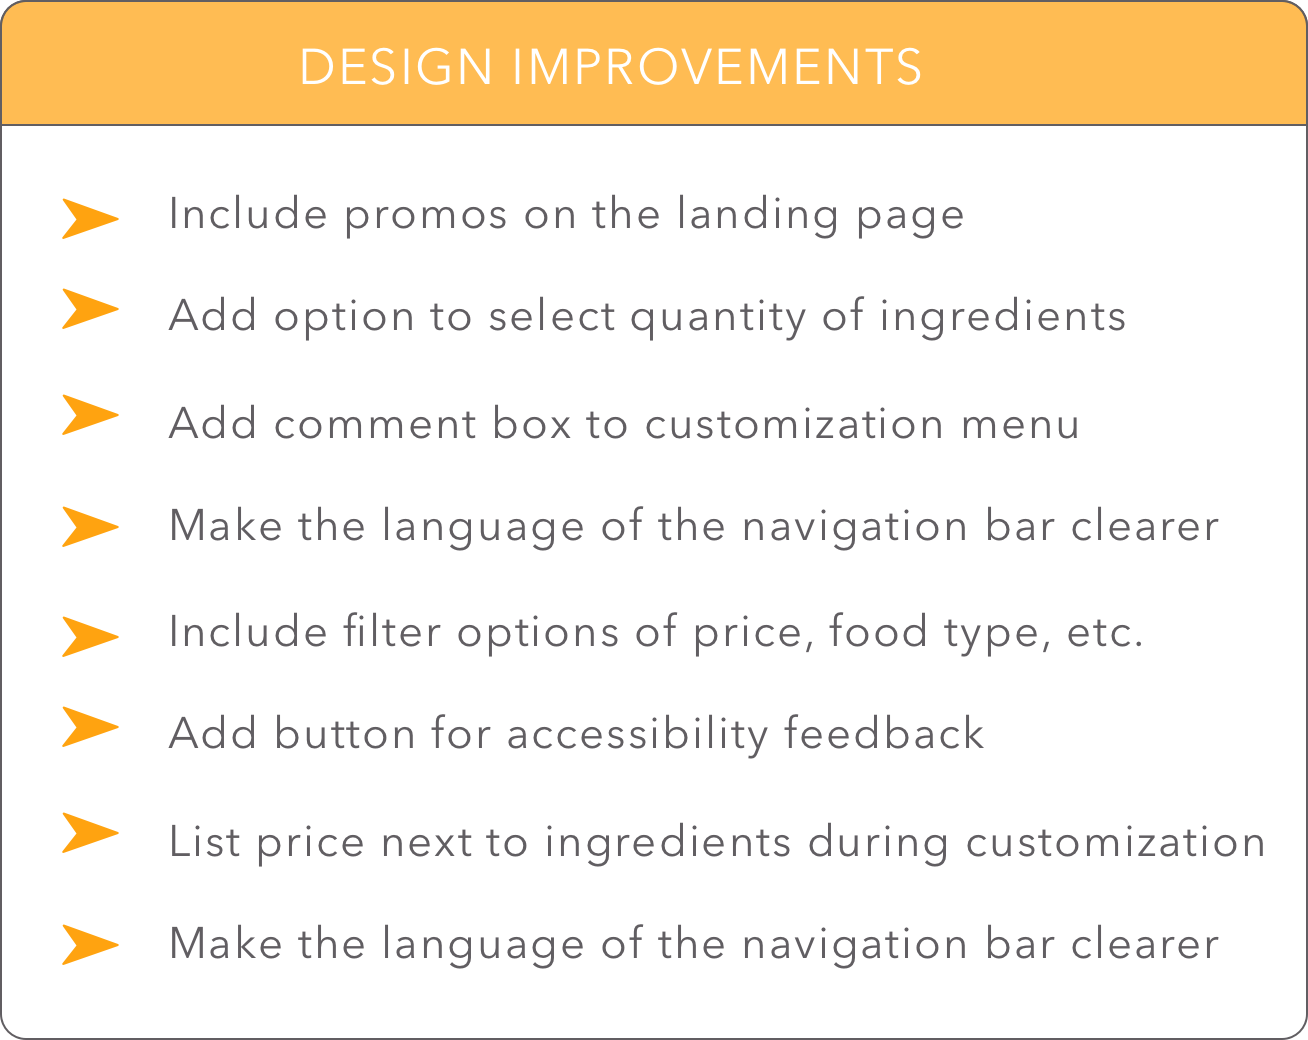 DESIGN IMPROVEMENTS
Include promos on the landing page
Add option to select quantity of ingredients
Add comment box to customization menu
Make the language of the navigation bar clearer
Include filter options of price, food type, etc.
Add button for accessibility feedback
List price next to ingredients during customization
Make the language of the navigation bar clearer